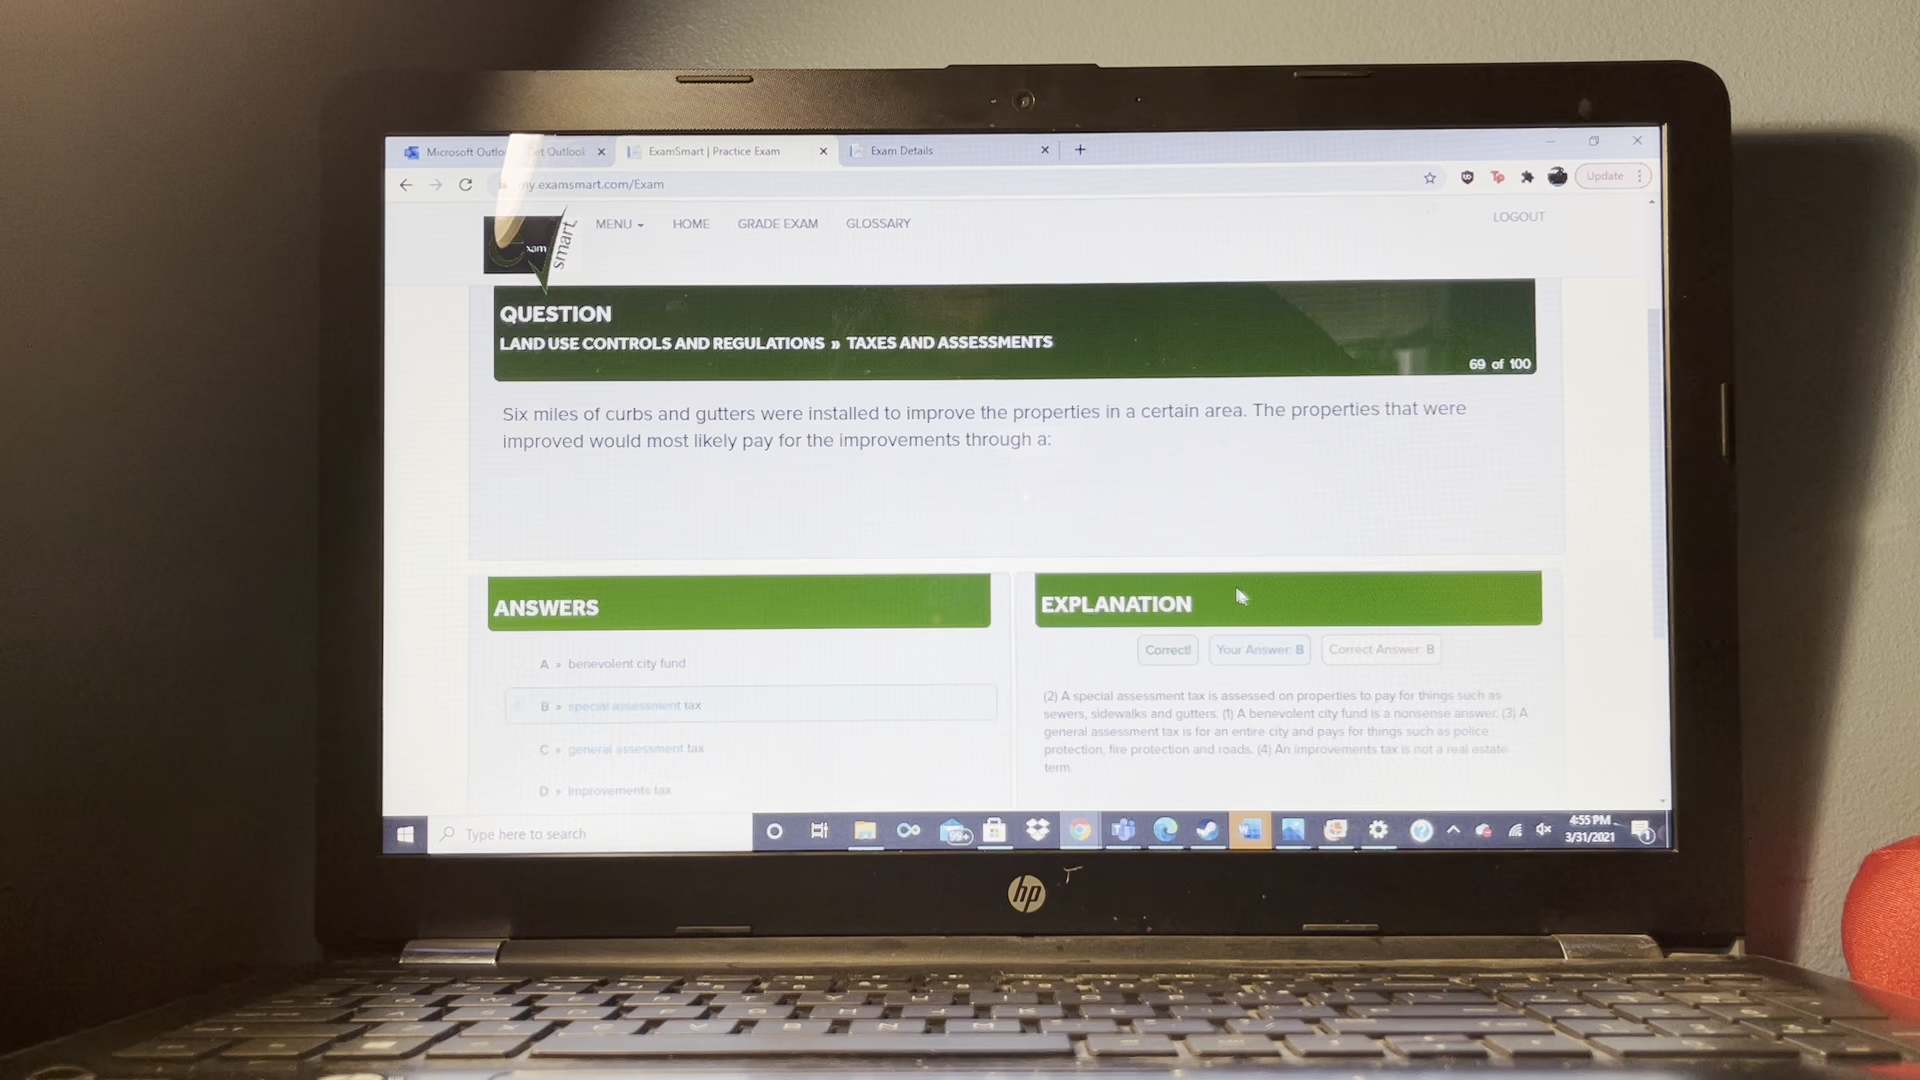 Microsoft Outlo Get Outlook
ExamSmart | Practice Exam
Exam Details
my.examsmart.com/Exam
Update
xam smart
MENU
HOME
GRADE EXAM
GLOSSARY
LOGOUT
QUESTION
LAND USE CONTROLS AND REGULATIONS » TAXES AND ASSESSMENTS
69 of 100
Six miles of curbs and gutters were installed to improve the properties in a certain area. The properties that were
improved would most likely pay for the improvements through a:
ANSWERS
A » benevolent city fund
B » special assessment tax
C » general assessment tax
D » improvements tax
EXPLANATION
Correct! Your Answer: B Correct Answer: B
(2) A special assessment tax is assessed on properties to pay for things such as
sewers, sidewalks and gutters. (1) A benevolent city fund is a nonsense answer. (3) A
general assessment tax is for an entire city and pays for things such as police
protection, fire protection and roads. (4) An improvements tax is not a real estate
term.
Type here to search
99+
4:55 PM
3/31/2021
1
hp